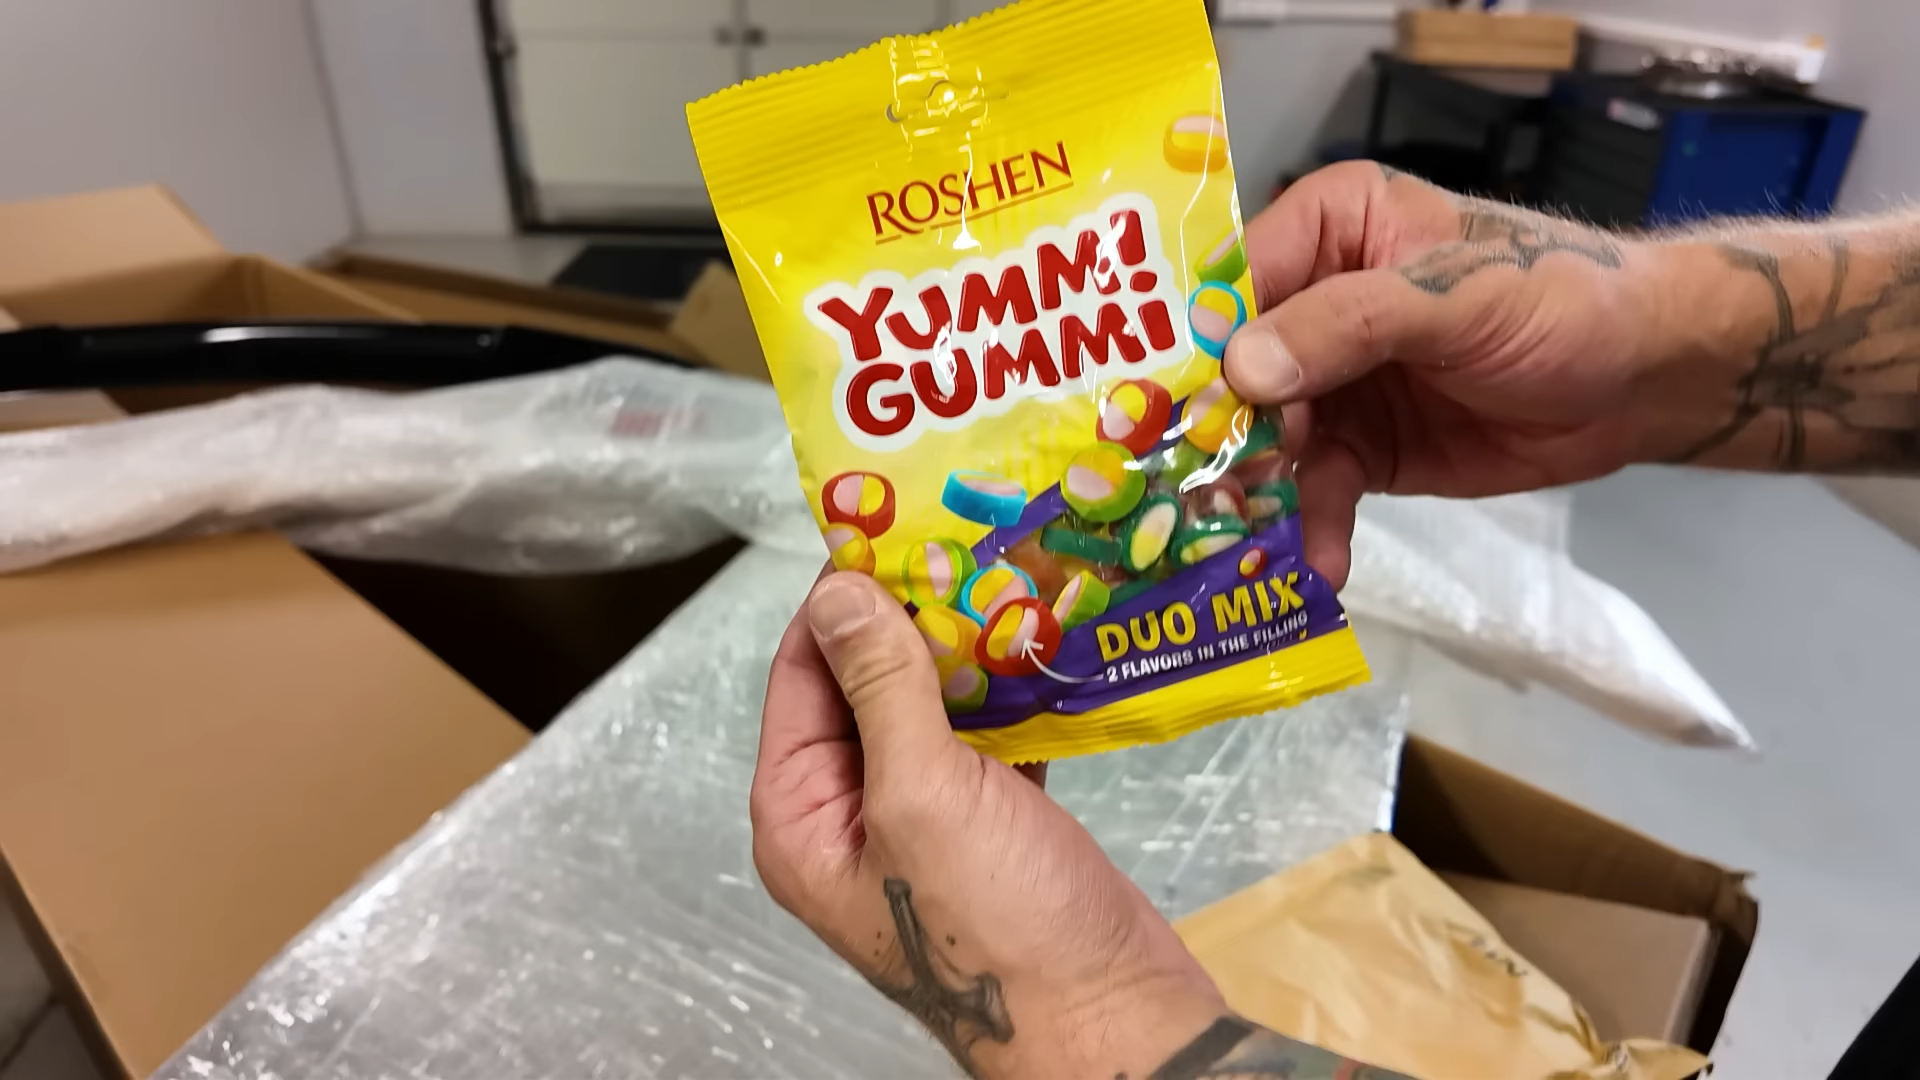 ROSHEN
YUMMI
GUMMI
DUO MIX
2 FLAVORS IN THE FILLING